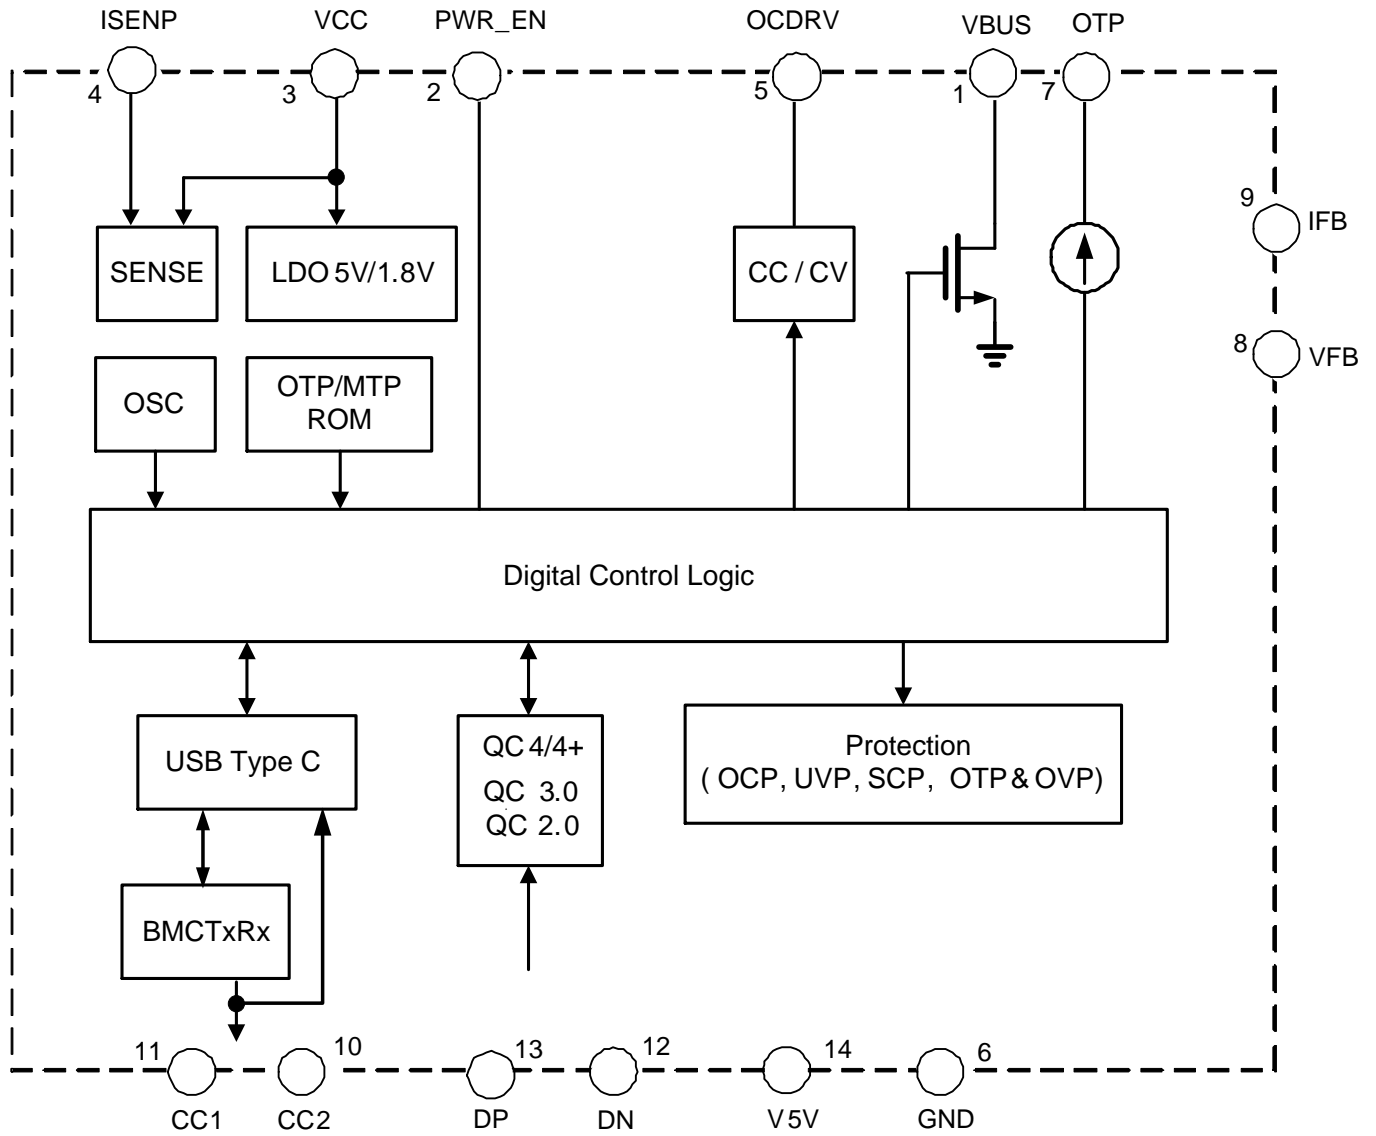 ISENP
VCC
PWR_EN
OCDRV
VBUS
OTP
4
3
2
5
1
7
9
IFB
8
VFB
SENSE
LDO 5V/1.8V
CC / CV
OSC
OTP/MTP
ROM
Digital Control Logic
USB Type C
QC 4/4+
QC 3.0
QC 2.0
Protection
( OCP, UVP, SCP, OTP & OVP)
BMCTxRx
11
10
13
12
14
6
CC1
CC2
DP
DN
V5V
GND